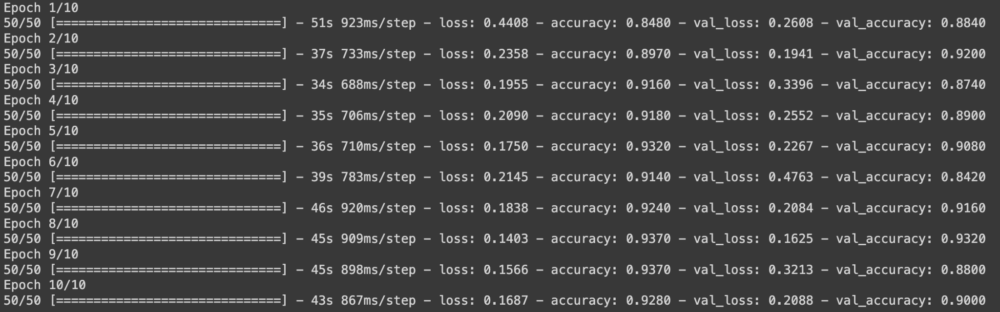 Epoch 1/10
50/50 [==============================] - 51s 923ms/step - loss: 0.4408 - accuracy: 0.8480 - val_loss: 0.2608 - val_accuracy: 0.8840
Epoch 2/10
50/50 [==============================] - 37s 733ms/step - loss: 0.2358 - accuracy: 0.8970 - val_loss: 0.1941 - val_accuracy: 0.9200
Epoch 3/10
50/50 [==============================] - 34s 688ms/step - loss: 0.1955 - accuracy: 0.9160 - val_loss: 0.3396 - val_accuracy: 0.8740
Epoch 4/10
50/50 [==============================] - 35s 706ms/step - loss: 0.2090 - accuracy: 0.9180 - val_loss: 0.2552 - val_accuracy: 0.8900
Epoch 5/10
50/50 [==============================] - 36s 710ms/step - loss: 0.1750 - accuracy: 0.9320 - val_loss: 0.2267 - val_accuracy: 0.9080
Epoch 6/10
50/50 [==============================] - 39s 783ms/step - loss: 0.2145 - accuracy: 0.9140 - val_loss: 0.4763 - val_accuracy: 0.8420
Epoch 7/10
50/50 [==============================] - 46s 920ms/step - loss: 0.1838 - accuracy: 0.9240 - val_loss: 0.2084 - val_accuracy: 0.9160
Epoch 8/10
50/50 [==============================] - 45s 909ms/step - loss: 0.1403 - accuracy: 0.9370 - val_loss: 0.1625 - val_accuracy: 0.9320
Epoch 9/10
50/50 [==============================] - 45s 898ms/step - loss: 0.1566 - accuracy: 0.9370 - val_loss: 0.3213 - val_accuracy: 0.8800
Epoch 10/10
50/50 [==============================] - 43s 867ms/step - loss: 0.1687 - accuracy: 0.9280 - val_loss: 0.2088 - val_accuracy: 0.9000